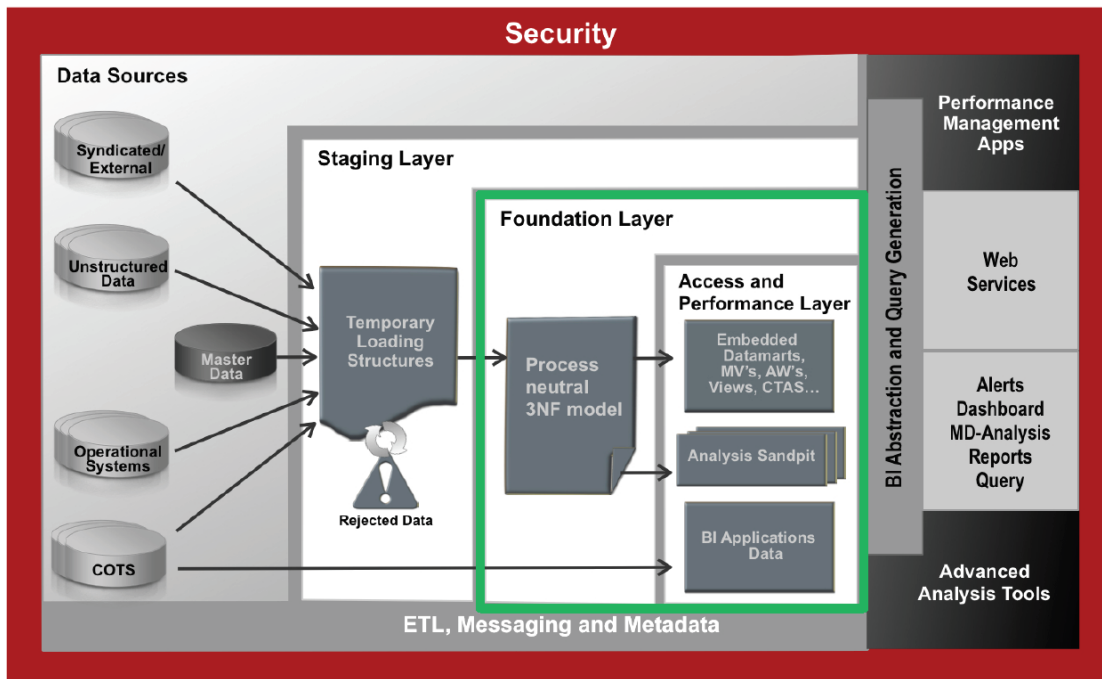 Security
Data Sources
Syndicated/
External
Unstructured
Data
Master
Data
Operational
Systems
COTS
Staging Layer
Temporary
Loading
Structures
Rejected Data
Foundation Layer
Process
neutral
3NF model
Access and
Performance Layer
Embedded
Datamarts,
MV's, AW's,
Views, CTAS...
Analysis Sandpit
BI Applications
Data
BI Abstraction and Query Generation
Performance
Management
Apps
Web
Services
Alerts
Dashboard
MD-Analysis
Reports
Query
Advanced
Analysis Tools
ETL, Messaging and Metadata